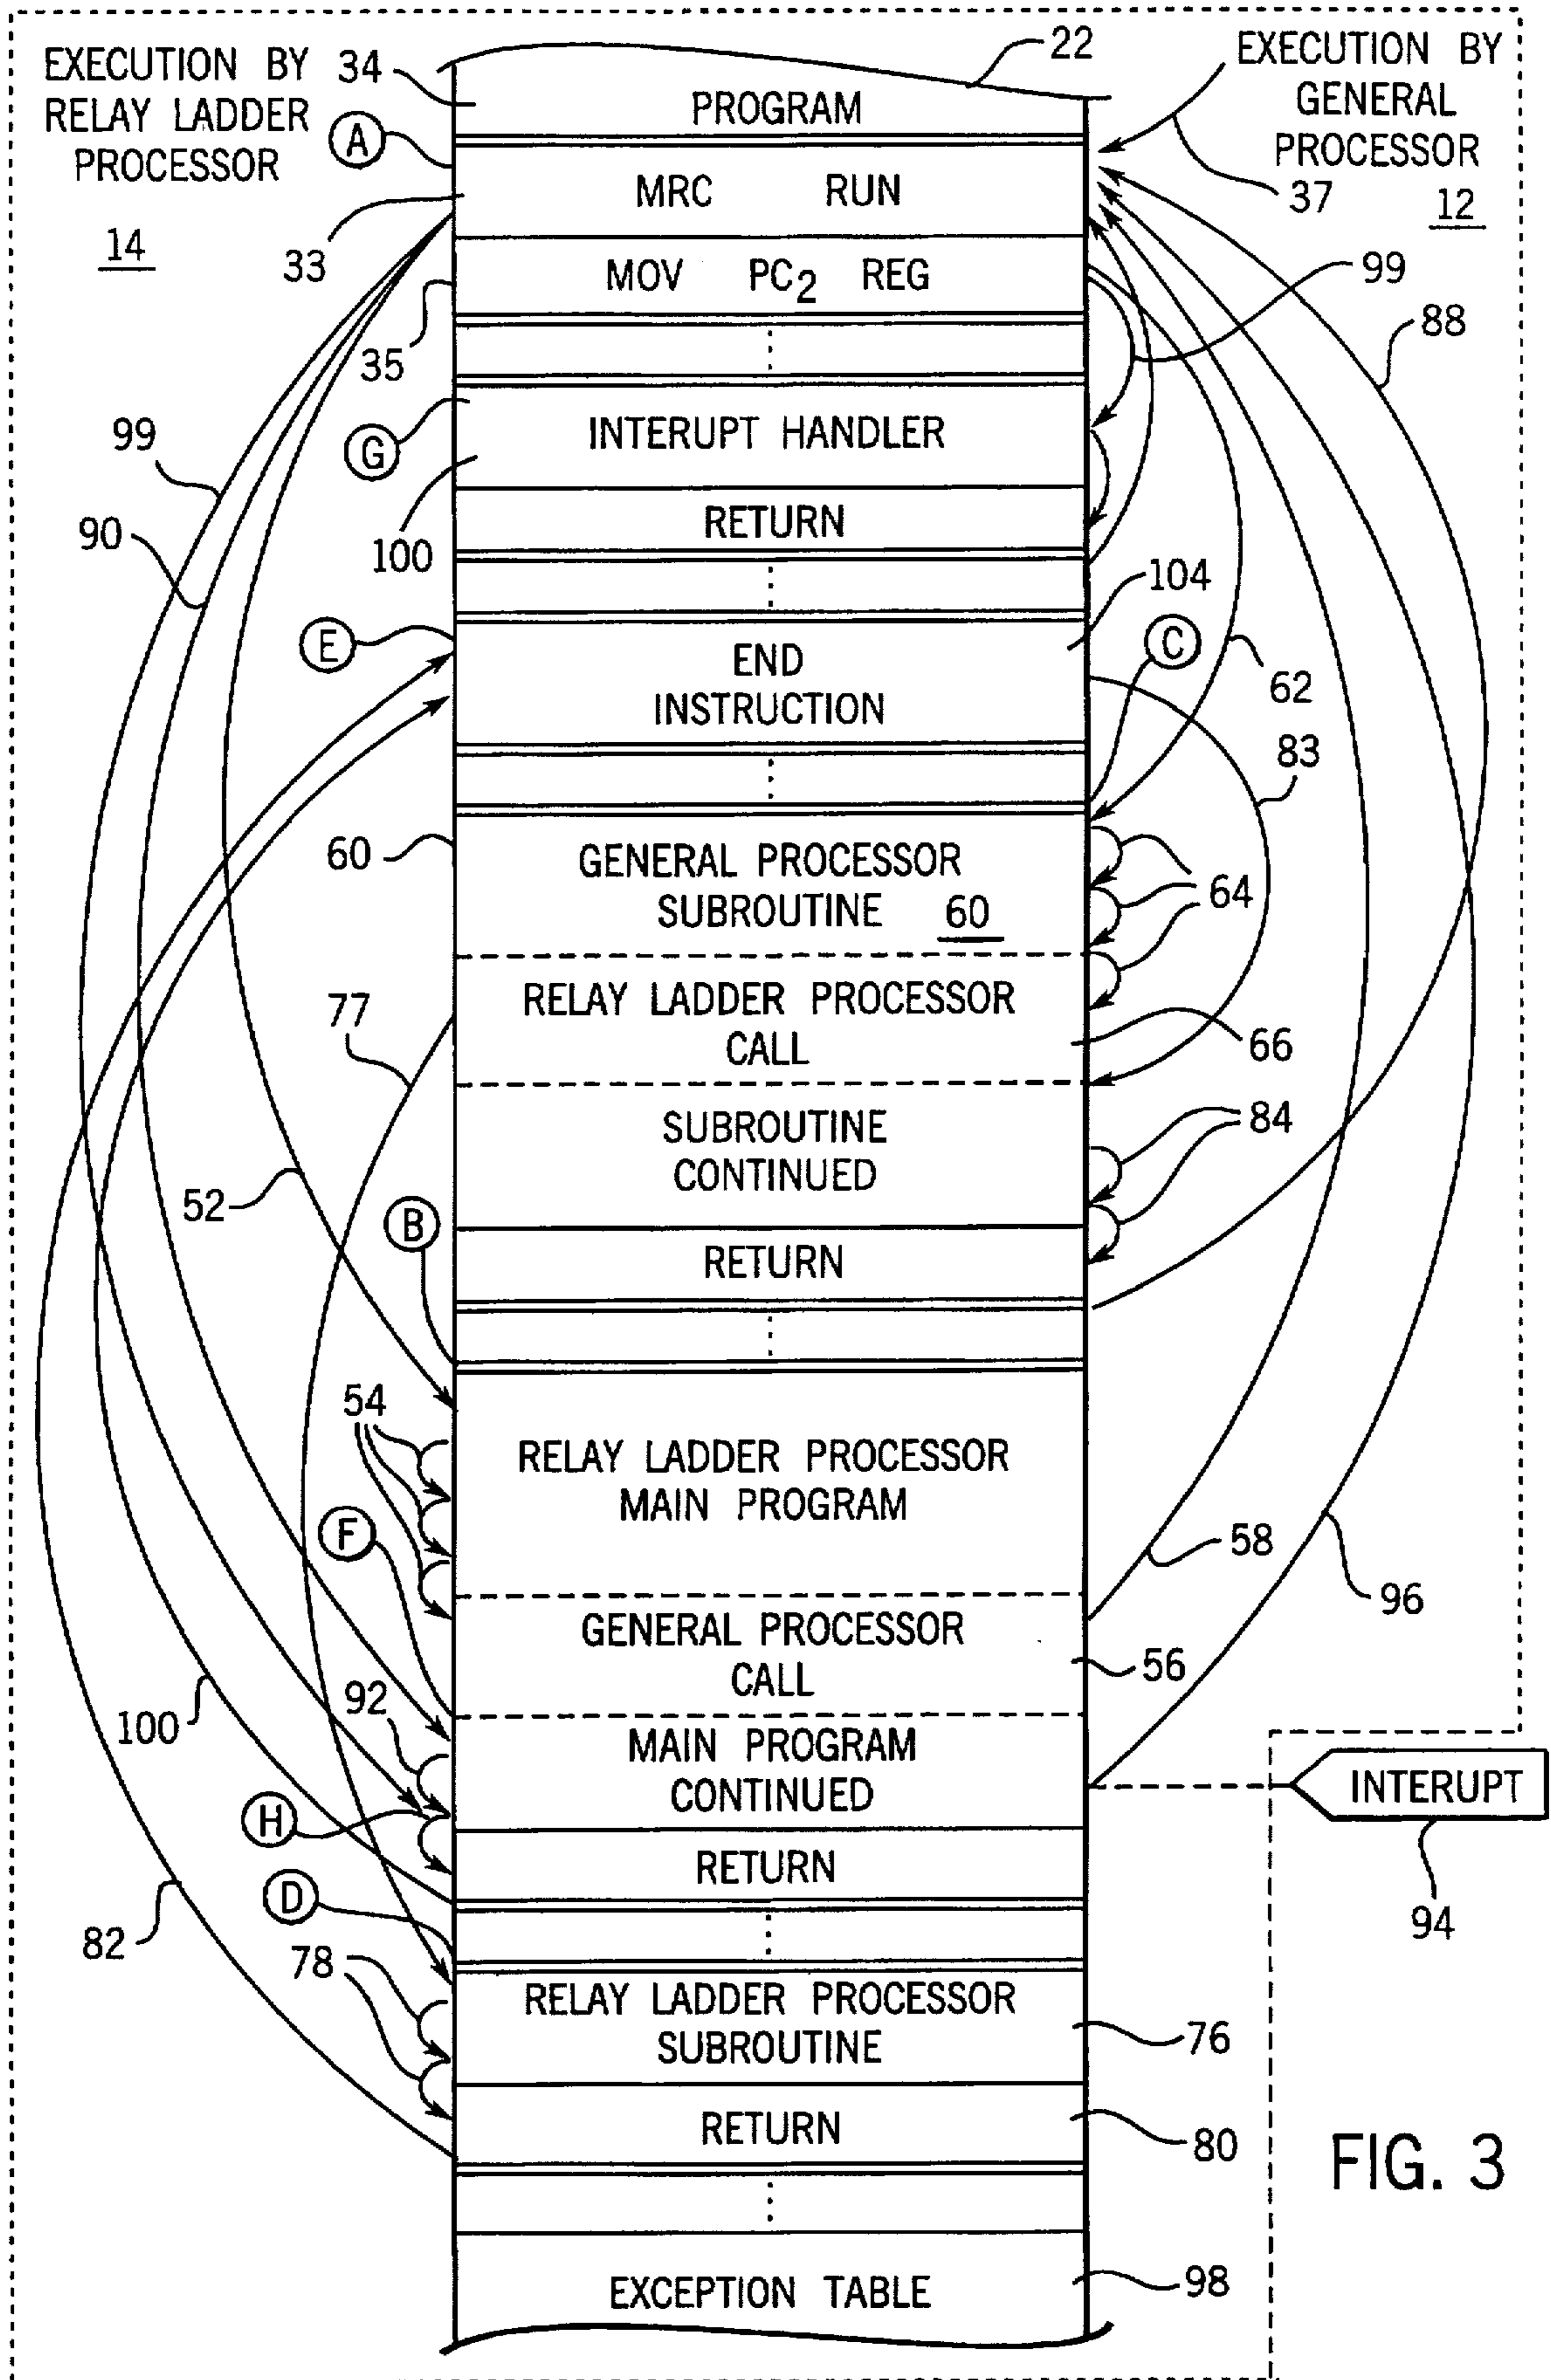 EXECUTION BY
RELAY LADDER
PROCESSOR
14
34
A
33
35
22
EXECUTION BY
GENERAL
PROCESSOR
12
37
PROGRAM
MRC RUN
MOV PC2 REG
99
88
99
90
G
100
INTERUPT HANDLER
RETURN
104
E
C
END
INSTRUCTION
62
83
60
GENERAL PROCESSOR
SUBROUTINE 60
64
77
RELAY LADDER PROCESSOR
CALL
66
SUBROUTINE
CONTINUED
84
52
B
RETURN
54
RELAY LADDER PROCESSOR
MAIN PROGRAM
F
58
96
GENERAL PROCESSOR
CALL
56
100
92
MAIN PROGRAM
CONTINUED
INTERUPT
94
H
RETURN
D
82
78
RELAY LADDER PROCESSOR
SUBROUTINE
76
RETURN
80
FIG. 3
EXCEPTION TABLE
98